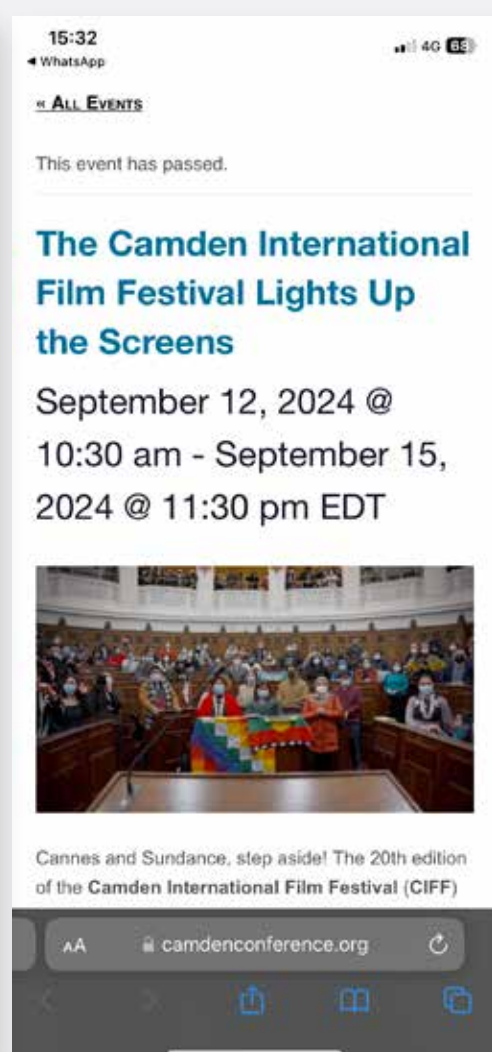 15:32
4G 68
◀ WhatsApp
« ALL EVENTS
This event has passed.
The Camden International
Film Festival Lights Up
the Screens
September 12, 2024 @
10:30 am - September 15,
2024 @ 11:30 pm EDT
Cannes and Sundance, step aside! The 20th edition
of the Camden International Film Festival (CIFF)
AA camdenconference.org